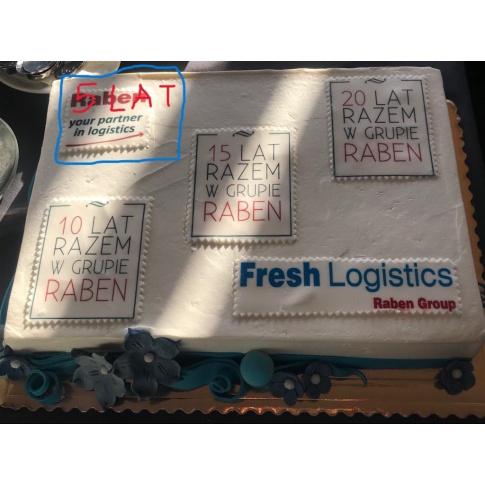 5 LAT
Raben
your partner
in logistics
20 LAT
RAZEM
W GRUPIE
RABEN
15 LAT
RAZEM
W GRUPIE
RABEN
10 LAT
RAZEM
W GRUPIE
RABEN
Fresh Logistics
Raben Group